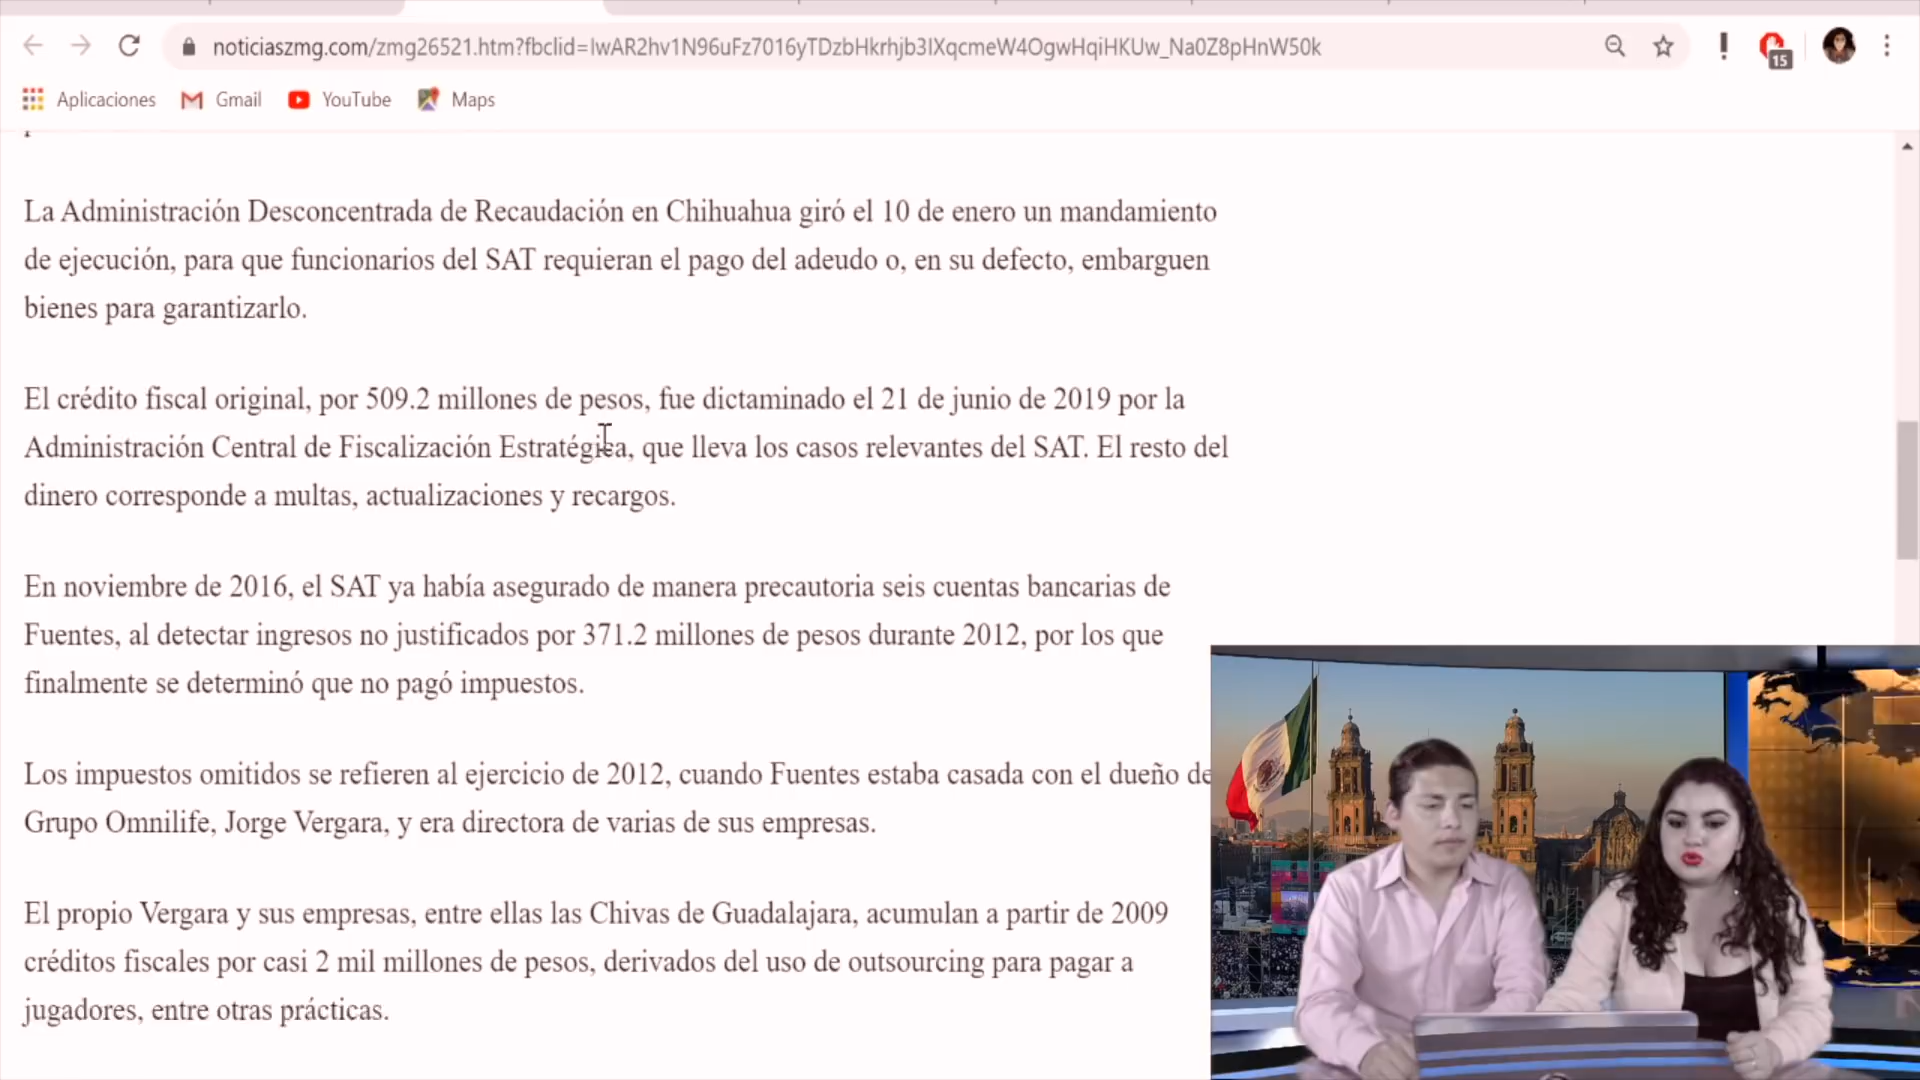 noticiaszmg.com/zmg26521.htm?fbclid=IwAR2hv1N96uFz7016yTDzbHkrhjb3IXqcmeW4OgwHqiHKUw_Na0Z8pHnW50k
15
Aplicaciones Gmail YouTube Maps
La Administración Desconcentrada de Recaudación en Chihuahua giró el 10 de enero un mandamiento
de ejecución, para que funcionarios del SAT requieran el pago del adeudo o, en su defecto, embarguen
bienes para garantizarlo.
El crédito fiscal original, por 509.2 millones de pesos, fue dictaminado el 21 de junio de 2019 por la
Administración Central de Fiscalización Estratégica, que lleva los casos relevantes del SAT. El resto del
dinero corresponde a multas, actualizaciones y recargos.
En noviembre de 2016, el SAT ya había asegurado de manera precautoria seis cuentas bancarias de
Fuentes, al detectar ingresos no justificados por 371.2 millones de pesos durante 2012, por los que
finalmente se determinó que no pagó impuestos.
Los impuestos omitidos se refieren al ejercicio de 2012, cuando Fuentes estaba casada con el dueño de
Grupo Omnilife, Jorge Vergara, y era directora de varias de sus empresas.
El propio Vergara y sus empresas, entre ellas las Chivas de Guadalajara, acumulan a partir de 2009
créditos fiscales por casi 2 mil millones de pesos, derivados del uso de outsourcing para pagar a
jugadores, entre otras prácticas.